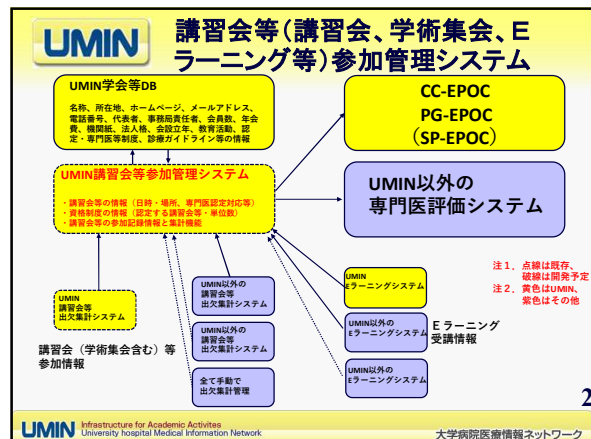 UMIN
講習会等(講習会、学術集会、E
ラーニング等)参加管理システム
UMIN学会等DB
名称、所在地、ホームページ、メールアドレス、
電話番号、代表者、事務局責任者、会員数、年会
費、機関紙、法人格、会設立年、教育活動、認
定・専門医等制度、診療ガイドライン等の情報
CC-EPOC
PG-EPOC
(SP-EPOC)
UMIN講習会等参加管理システム
・講習会等の情報(日時・場所、専門医認定対応等)
・資格制度の情報(認定する講習会等・単位数)
・講習会等の参加記録情報と集計機能
UMIN以外の
専門医評価システム
UMIN
講習会等
出欠集計システム
UMIN以外の
講習会等
出欠集計システム
UMIN以外の
講習会等
出欠集計システム
全て手動で
出欠集計管理
UMIN
Eラーニングシステム
UMIN以外の
Eラーニングシステム
UMIN以外の
Eラーニングシステム
注1.点線は既存、
破線は開発予定
注2.黄色はUMIN、
紫色はその他
Eラーニング
受講情報
講習会(学術集会含む)等
参加情報
2
UMIN
Infrastructure for Academic Activites
University hospital Medical Information Network
大学病院医療情報ネットワーク